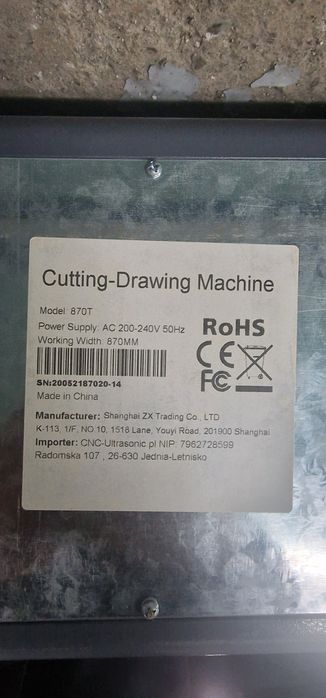 Cutting-Drawing Machine
Model: 870T
Power Supply: AC 200-240V 50Hz
Working Width: 870MM
RoHS
CE
FC
SN:20052187020-14
Made in China
Manufacturer: Shanghai ZX Trading Co., LTD
K-113, 1/F, NO.10, 1518 Lane, Youyi Road, 201900 Shanghai
Importer: CNC-Ultrasonic.pl NIP: 7962728599
Radomska 107 , 26-630 Jednia-Letnisko